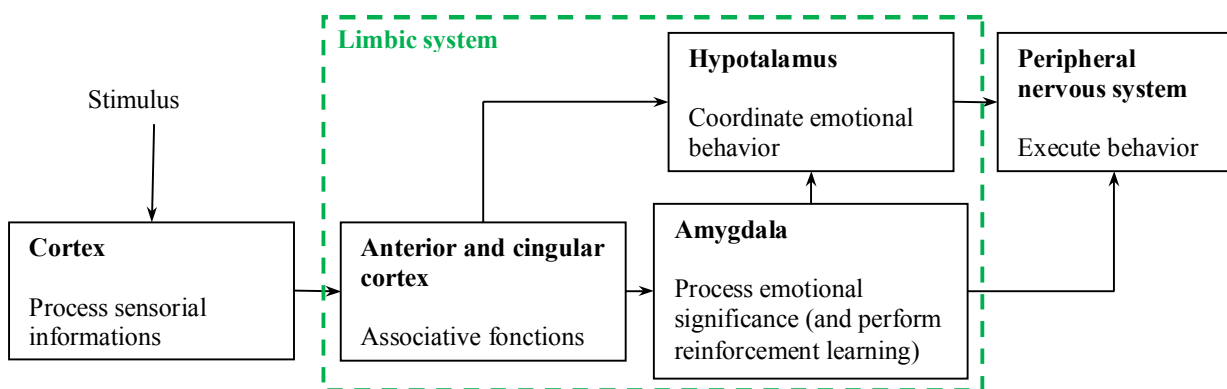 Limbic system
Stimulus
Hypotalamus
Coordinate emotional
behavior
Peripheral
nervous system
Execute behavior
Cortex
Process sensorial
informations
Anterior and cingular
cortex
Associative fonctions
Amygdala
Process emotional
significance (and perform
reinforcement learning)